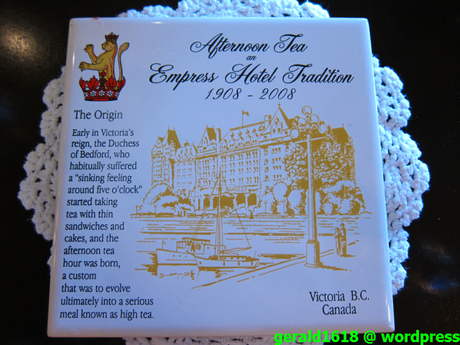 Afternoon Tea
an
Empress Hotel Tradition
1908 - 2008
The Origin
Early in Victoria's
reign, the Duchess
of Bedford, who
habitually suffered
a "sinking feeling
around five o'clock"
started taking
tea with thin
sandwiches and
cakes, and the
afternoon tea
hour was born,
a custom
that was to evolve
ultimately into a serious
meal known as high tea.
Victoria B.C.
Canada
gerald1618 @ wordpress